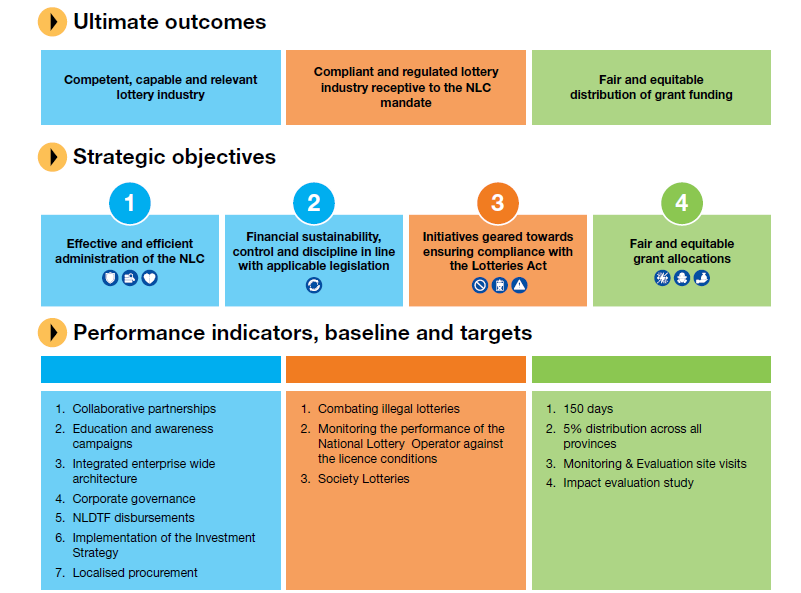 Ultimate outcomes
Competent, capable and relevant
lottery industry
Compliant and regulated lottery
industry receptive to the NLC
mandate
Fair and equitable
distribution of grant funding
Strategic objectives
1
Effective and efficient
administration of the NLC
2
Financial sustainability,
control and discipline in line
with applicable legislation
3
Initiatives geared towards
ensuring compliance with
the Lotteries Act
4
Fair and equitable
grant allocations
Performance indicators, baseline and targets
1. Collaborative partnerships
2. Education and awareness
campaigns
3. Integrated enterprise wide
architecture
4. Corporate governance
5. NLDTF disbursements
6. Implementation of the Investment
Strategy
7. Localised procurement
1. Combating illegal lotteries
2. Monitoring the performance of the
National Lottery Operator against
the licence conditions
3. Society Lotteries
1. 150 days
2. 5% distribution across all
provinces
3. Monitoring & Evaluation site visits
4. Impact evaluation study